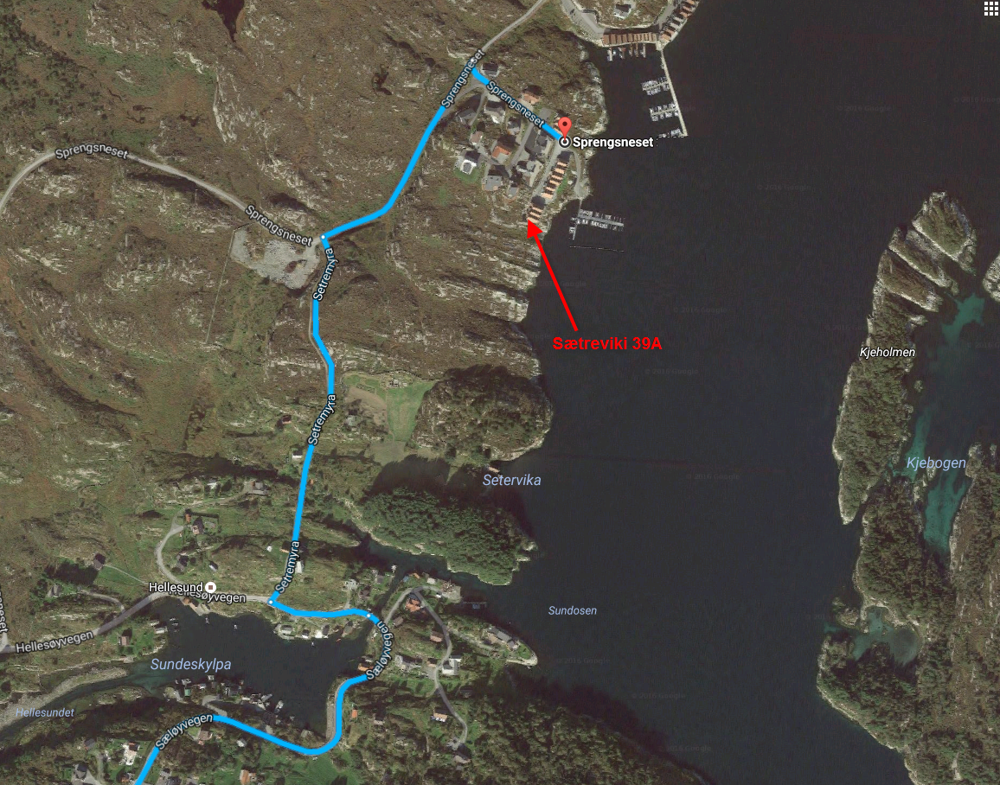 Sprengsneset
Sprengsneset
Sprengsneset
Sprengsneset
Sprengsneset
Setremyra
Sætreviki 39A
Kjeholmen
Setremyra
Kjebogen
Setervika
Setremyra
Hellesund
Hellesøyvegen
Sundosen
Hellesøyvegen
Sæløyvegen
Sundeskylpa
Hellesundet
Sæløyvegen